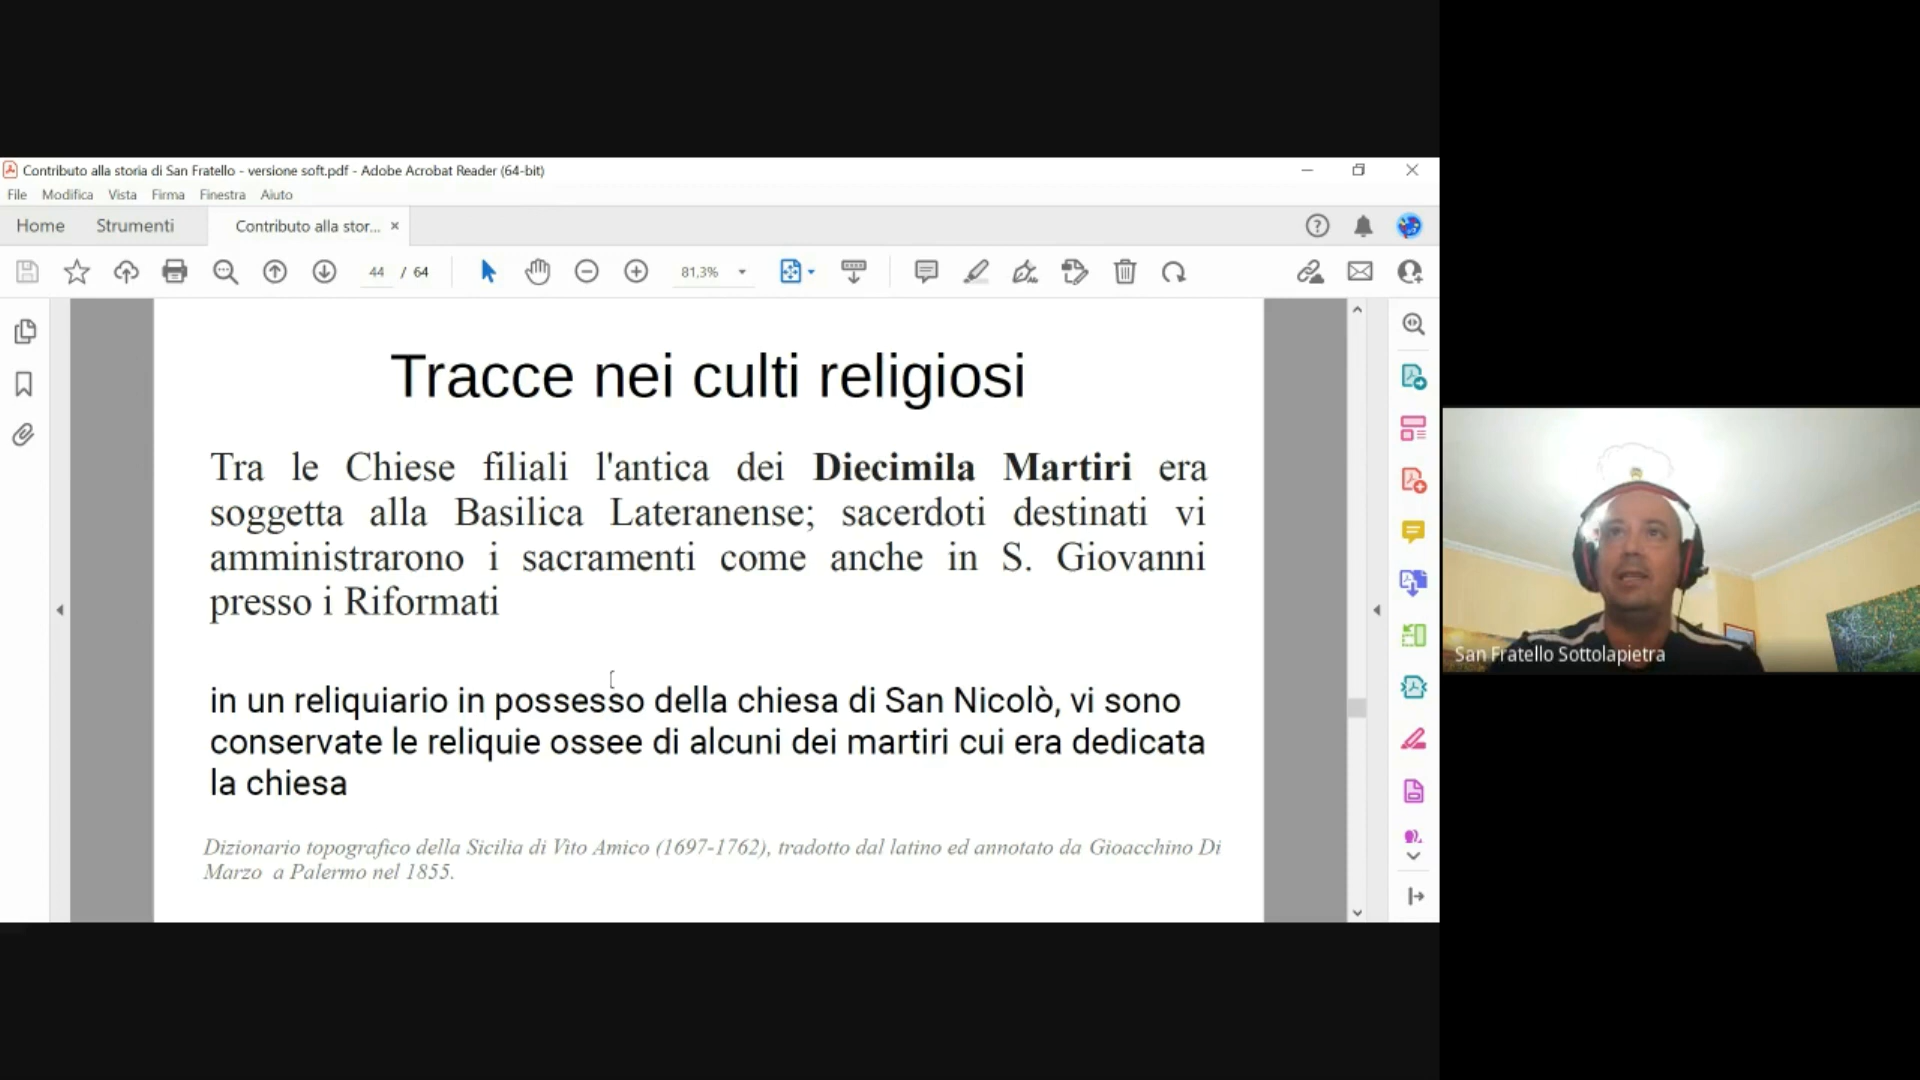 Contributo alla storia di San Fratello - versione soft.pdf - Adobe Acrobat Reader (64-bit)
File Modifica Vista Firma Finestra Aiuto
Home Strumenti Contributo alla stor... ×
44 / 64 81,3%
Tracce nei culti religiosi
Tra le Chiese filiali l'antica dei Diecimila Martiri era
soggetta alla Basilica Lateranense; sacerdoti destinati vi
amministrarono i sacramenti come anche in S. Giovanni
presso i Riformati
in un reliquiario in possesso della chiesa di San Nicolò, vi sono
conservate le reliquie ossee di alcuni dei martiri cui era dedicata
la chiesa
Dizionario topografico della Sicilia di Vito Amico (1697-1762), tradotto dal latino ed annotato da Gioacchino Di
Marzo a Palermo nel 1855.
San Fratello Sottolapietra